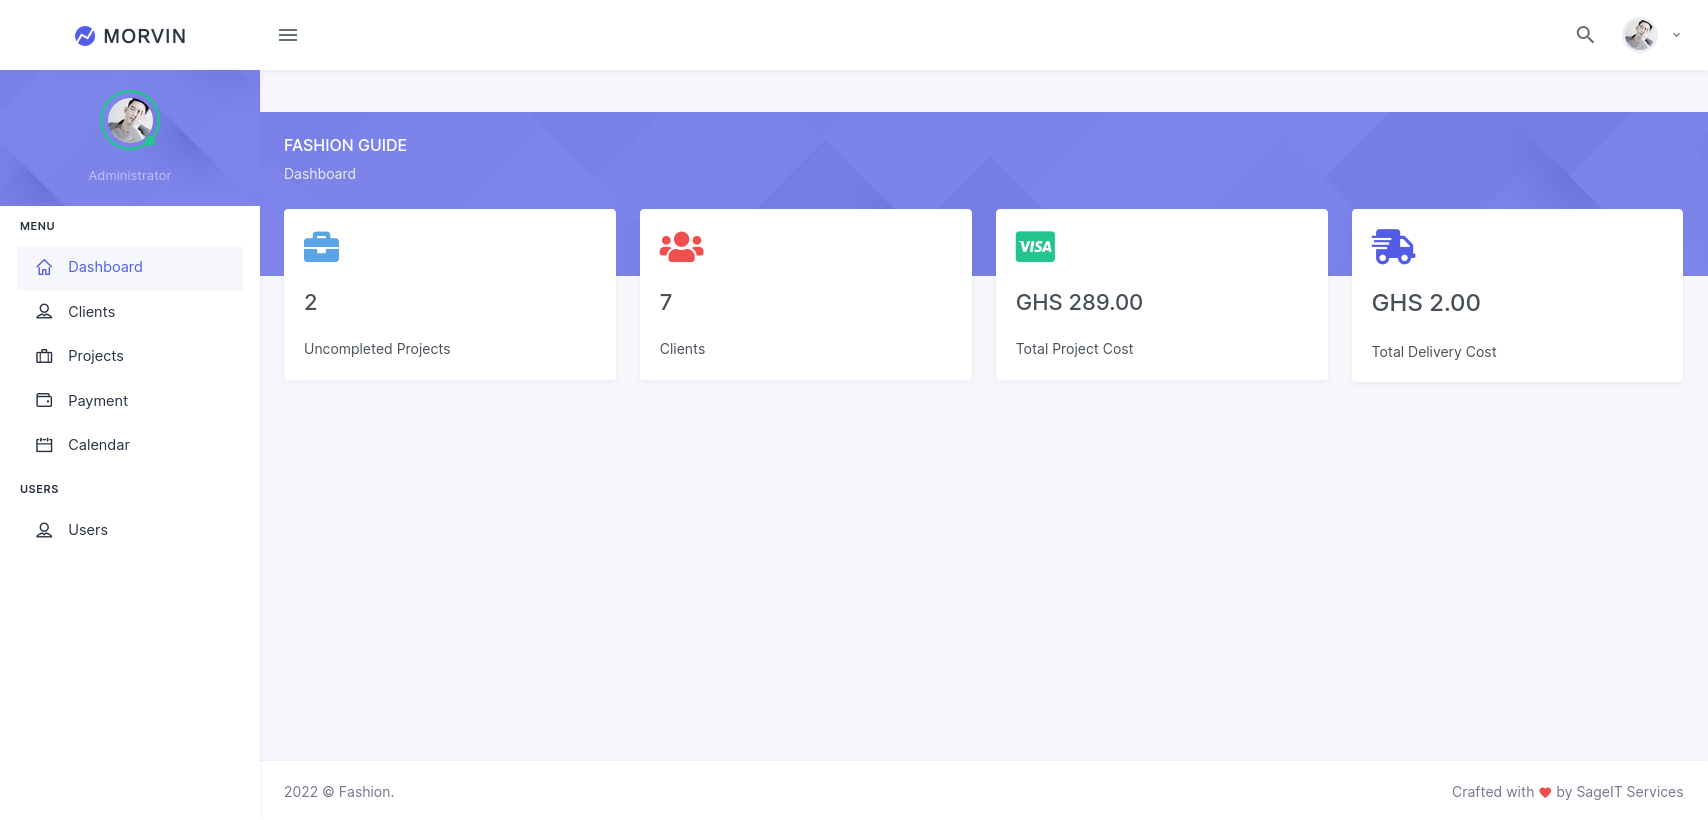 MORVIN
Administrator
MENU
Dashboard
Clients
Projects
Payment
Calendar
USERS
Users
FASHION GUIDE
Dashboard
2
Uncompleted Projects
7
Clients
VISA
GHS 289.00
Total Project Cost
GHS 2.00
Total Delivery Cost
2022 © Fashion.
Crafted with ❤ by SageIT Services